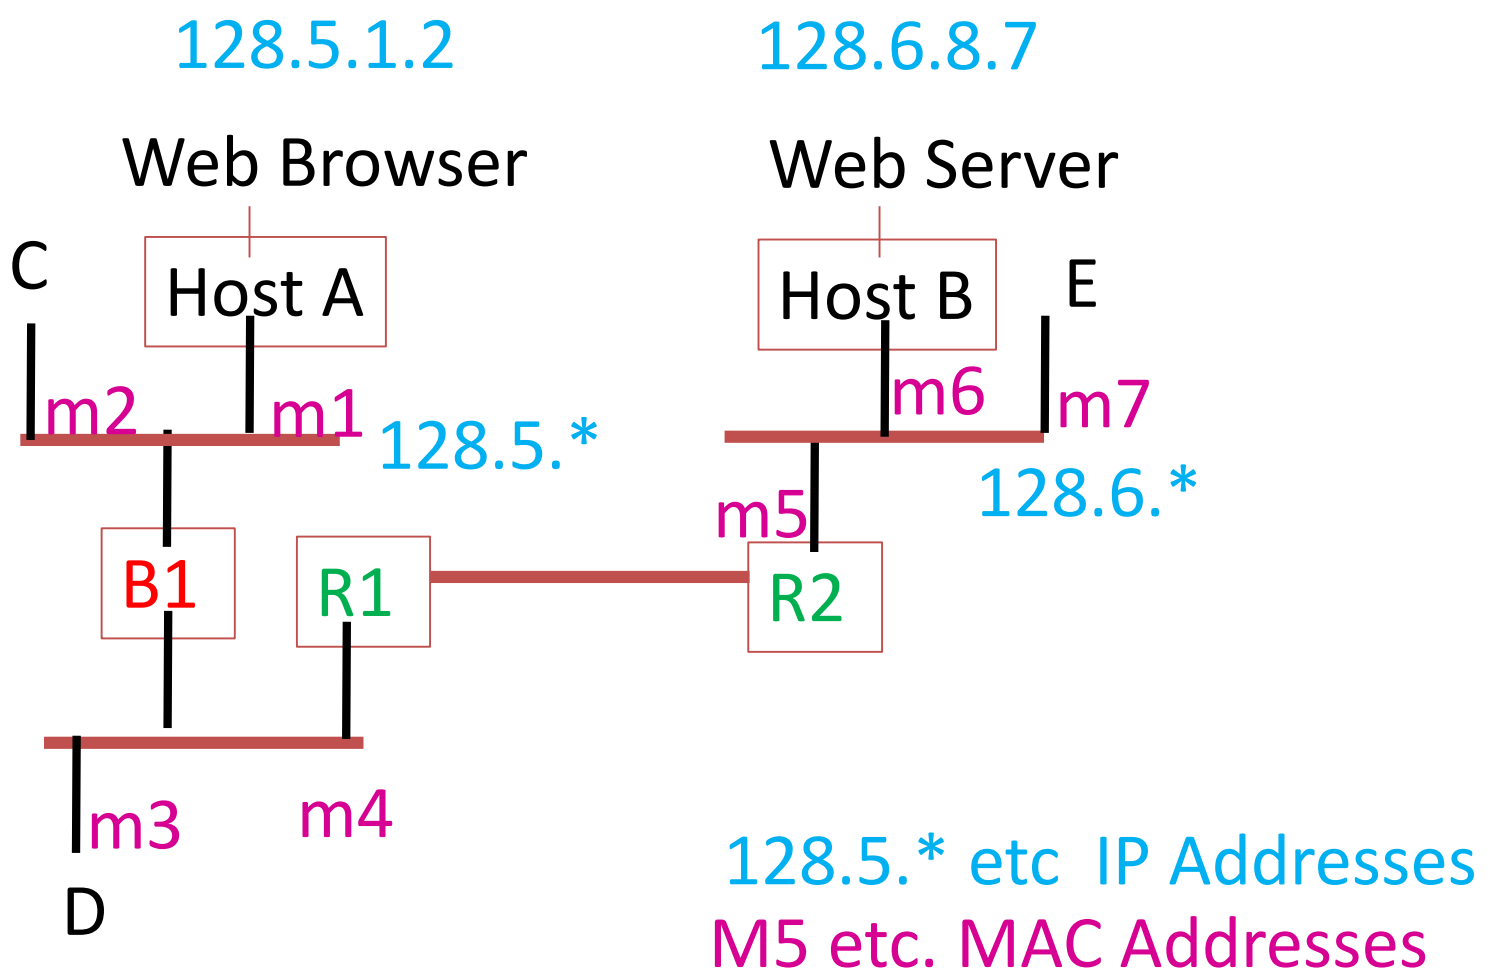 128.5.1.2
128.6.8.7
Web Browser
Web Server
C
Host A
Host B
E
m2
m1
128.5.*
m6
m7
m5
128.6.*
B1
R1
R2
m3
m4
D
128.5.* etc  IP Addresses
M5 etc. MAC Addresses